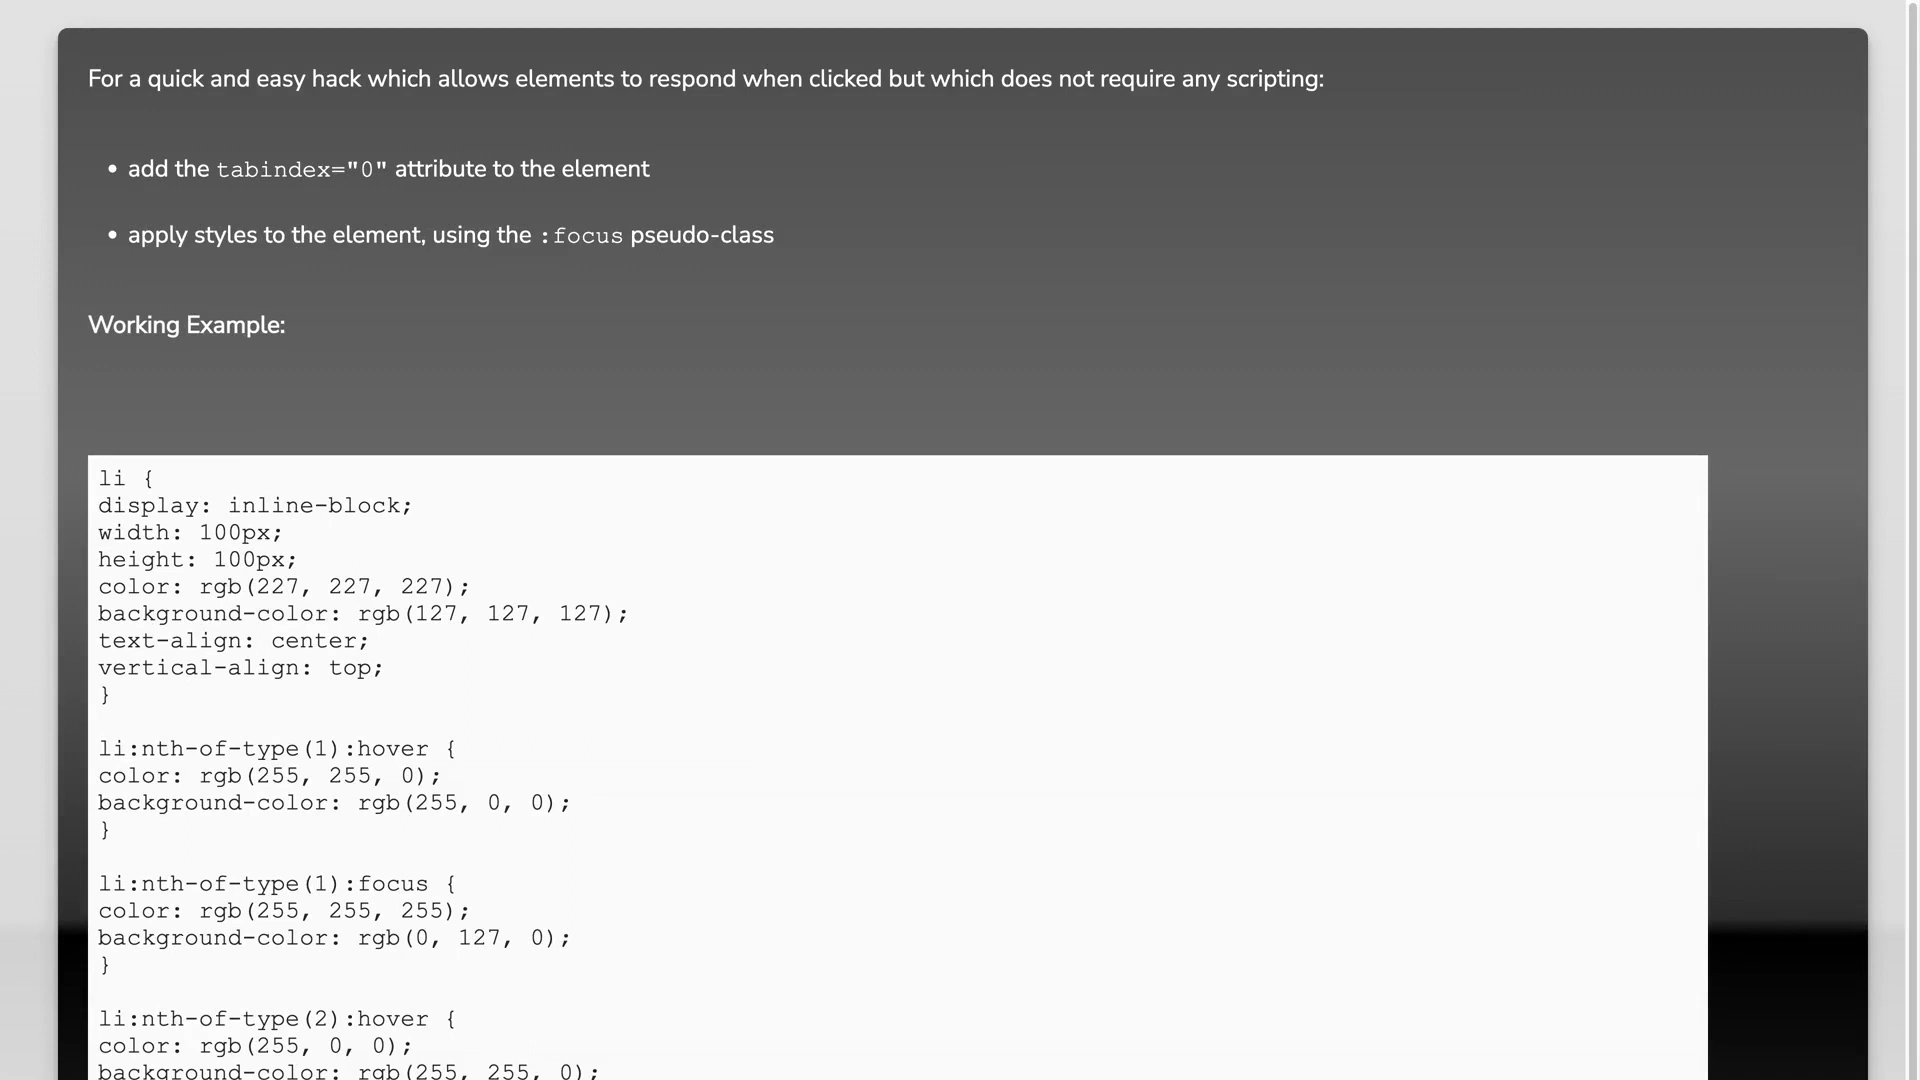 For a quick and easy hack which allows elements to respond when clicked but which does not require any scripting:
• add the tabindex="0" attribute to the element
• apply styles to the element, using the :focus pseudo-class
Working Example:
li {
display: inline-block;
width: 100px;
height: 100px;
color: rgb(227, 227, 227);
background-color: rgb(127, 127, 127);
text-align: center;
vertical-align: top;
}
li:nth-of-type(1):hover {
color: rgb(255, 255, 0);
background-color: rgb(255, 0, 0);
}
li:nth-of-type(1):focus {
color: rgb(255, 255, 255);
background-color: rgb(0, 127, 0);
}
li:nth-of-type(2):hover {
color: rgb(255, 0, 0);
background-color: rgb(255, 255, 0);